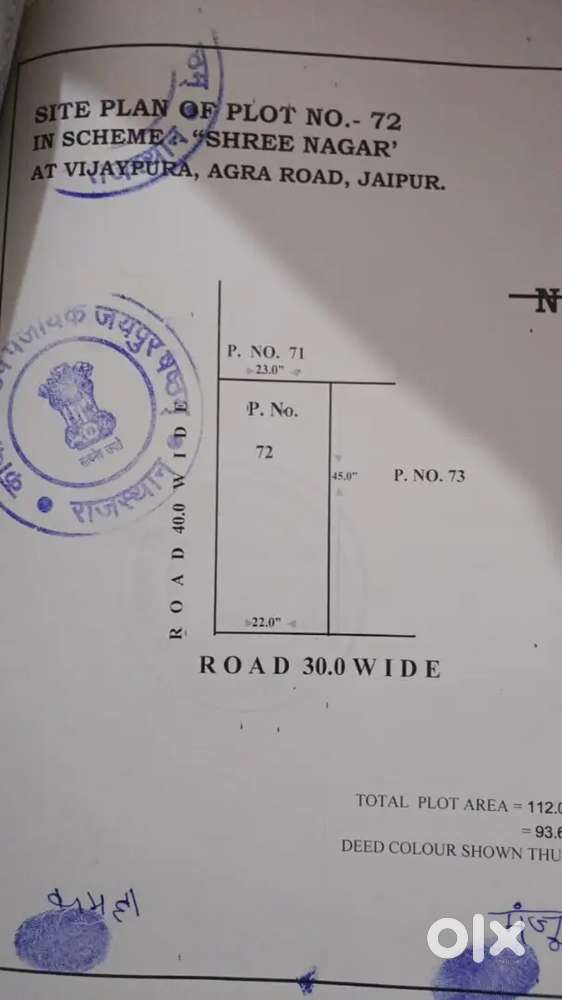 SITE PLAN OF PLOT NO.- 72
IN SCHEME :- "SHREE NAGAR'
AT VIJAYPURA, AGRA ROAD, JAIPUR.
राजस्थान
N
जयपुर
राजस्थान
P. NO. 71
23.0"
P. No.
72
45.0"
P. NO. 73
ROAD 40.0 WIDE
22.0"
ROAD 30.0 WIDE
TOTAL PLOT AREA = 112.0
= 93.6
DEED COLOUR SHOWN THU
olx